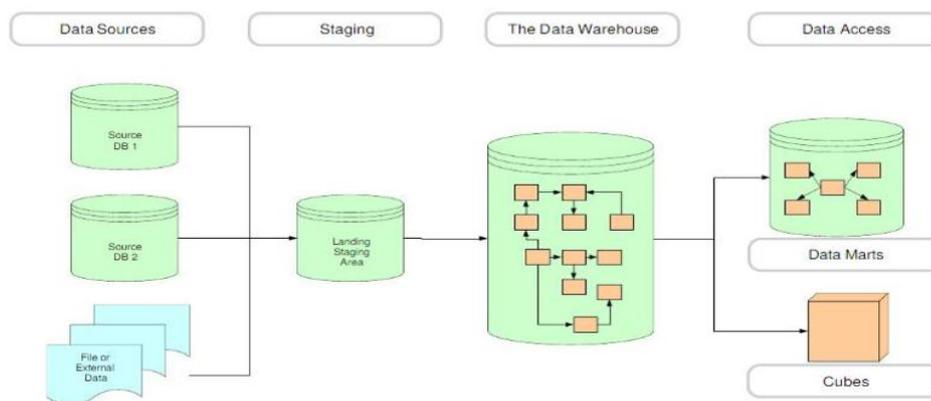 Data Sources
Staging
The Data Warehouse
Data Access
Source
DB 1
Source
DB 2
Landing
Staging
Area
File or
External
Data
Data Marts
Cubes